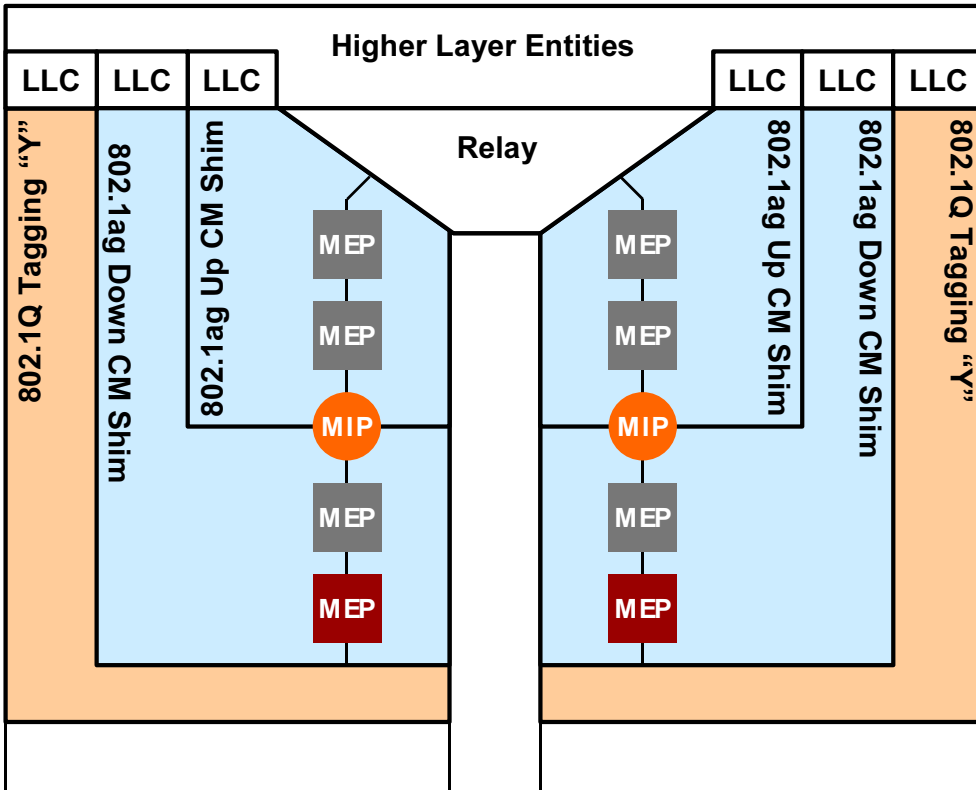 Higher Layer Entities
LLC
LLC
LLC
LLC
LLC
LLC
Relay
802.1Q Tagging “Y”
802.1ag Down CM Shim
802.1ag Up CM Shim
802.1ag Up CM Shim
802.1ag Down CM Shim
802.1Q Tagging “Y”
MEP
MEP
MEP
MEP
MIP
MIP
MEP
MEP
MEP
MEP